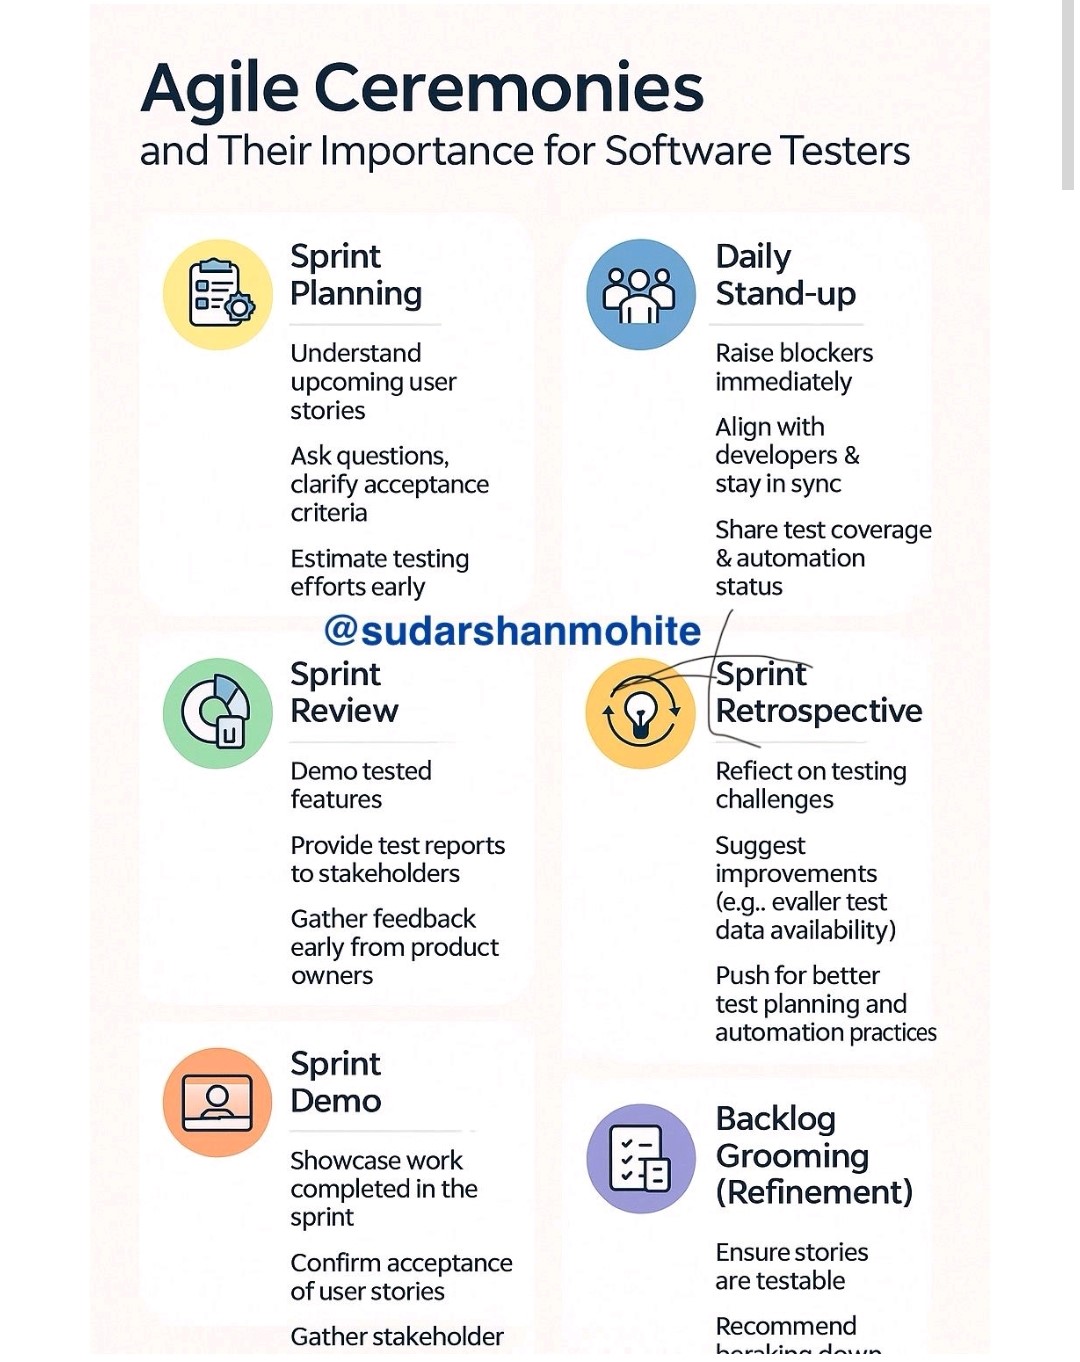 Agile Ceremonies
and Their Importance for Software Testers
Sprint
Planning
Understand
upcoming user
stories
Ask questions,
clarify acceptance
criteria
Estimate testing
efforts early
Daily
Stand-up
Raise blockers
immediately
Align with
developers &
stay in sync
Share test coverage
& automation
status
@sudarshanmohite
Sprint
Review
Demo tested
features
Provide test reports
to stakeholders
Gather feedback
early from product
owners
Sprint
Retrospective
Reflect on testing
challenges
Suggest
improvements
(e.g.. evaller test
data availability)
Push for better
test planning and
automation practices
Sprint
Demo
Showcase work
completed in the
sprint
Confirm acceptance
of user stories
Gather stakeholder
Backlog
Grooming
(Refinement)
Ensure stories
are testable
Recommend